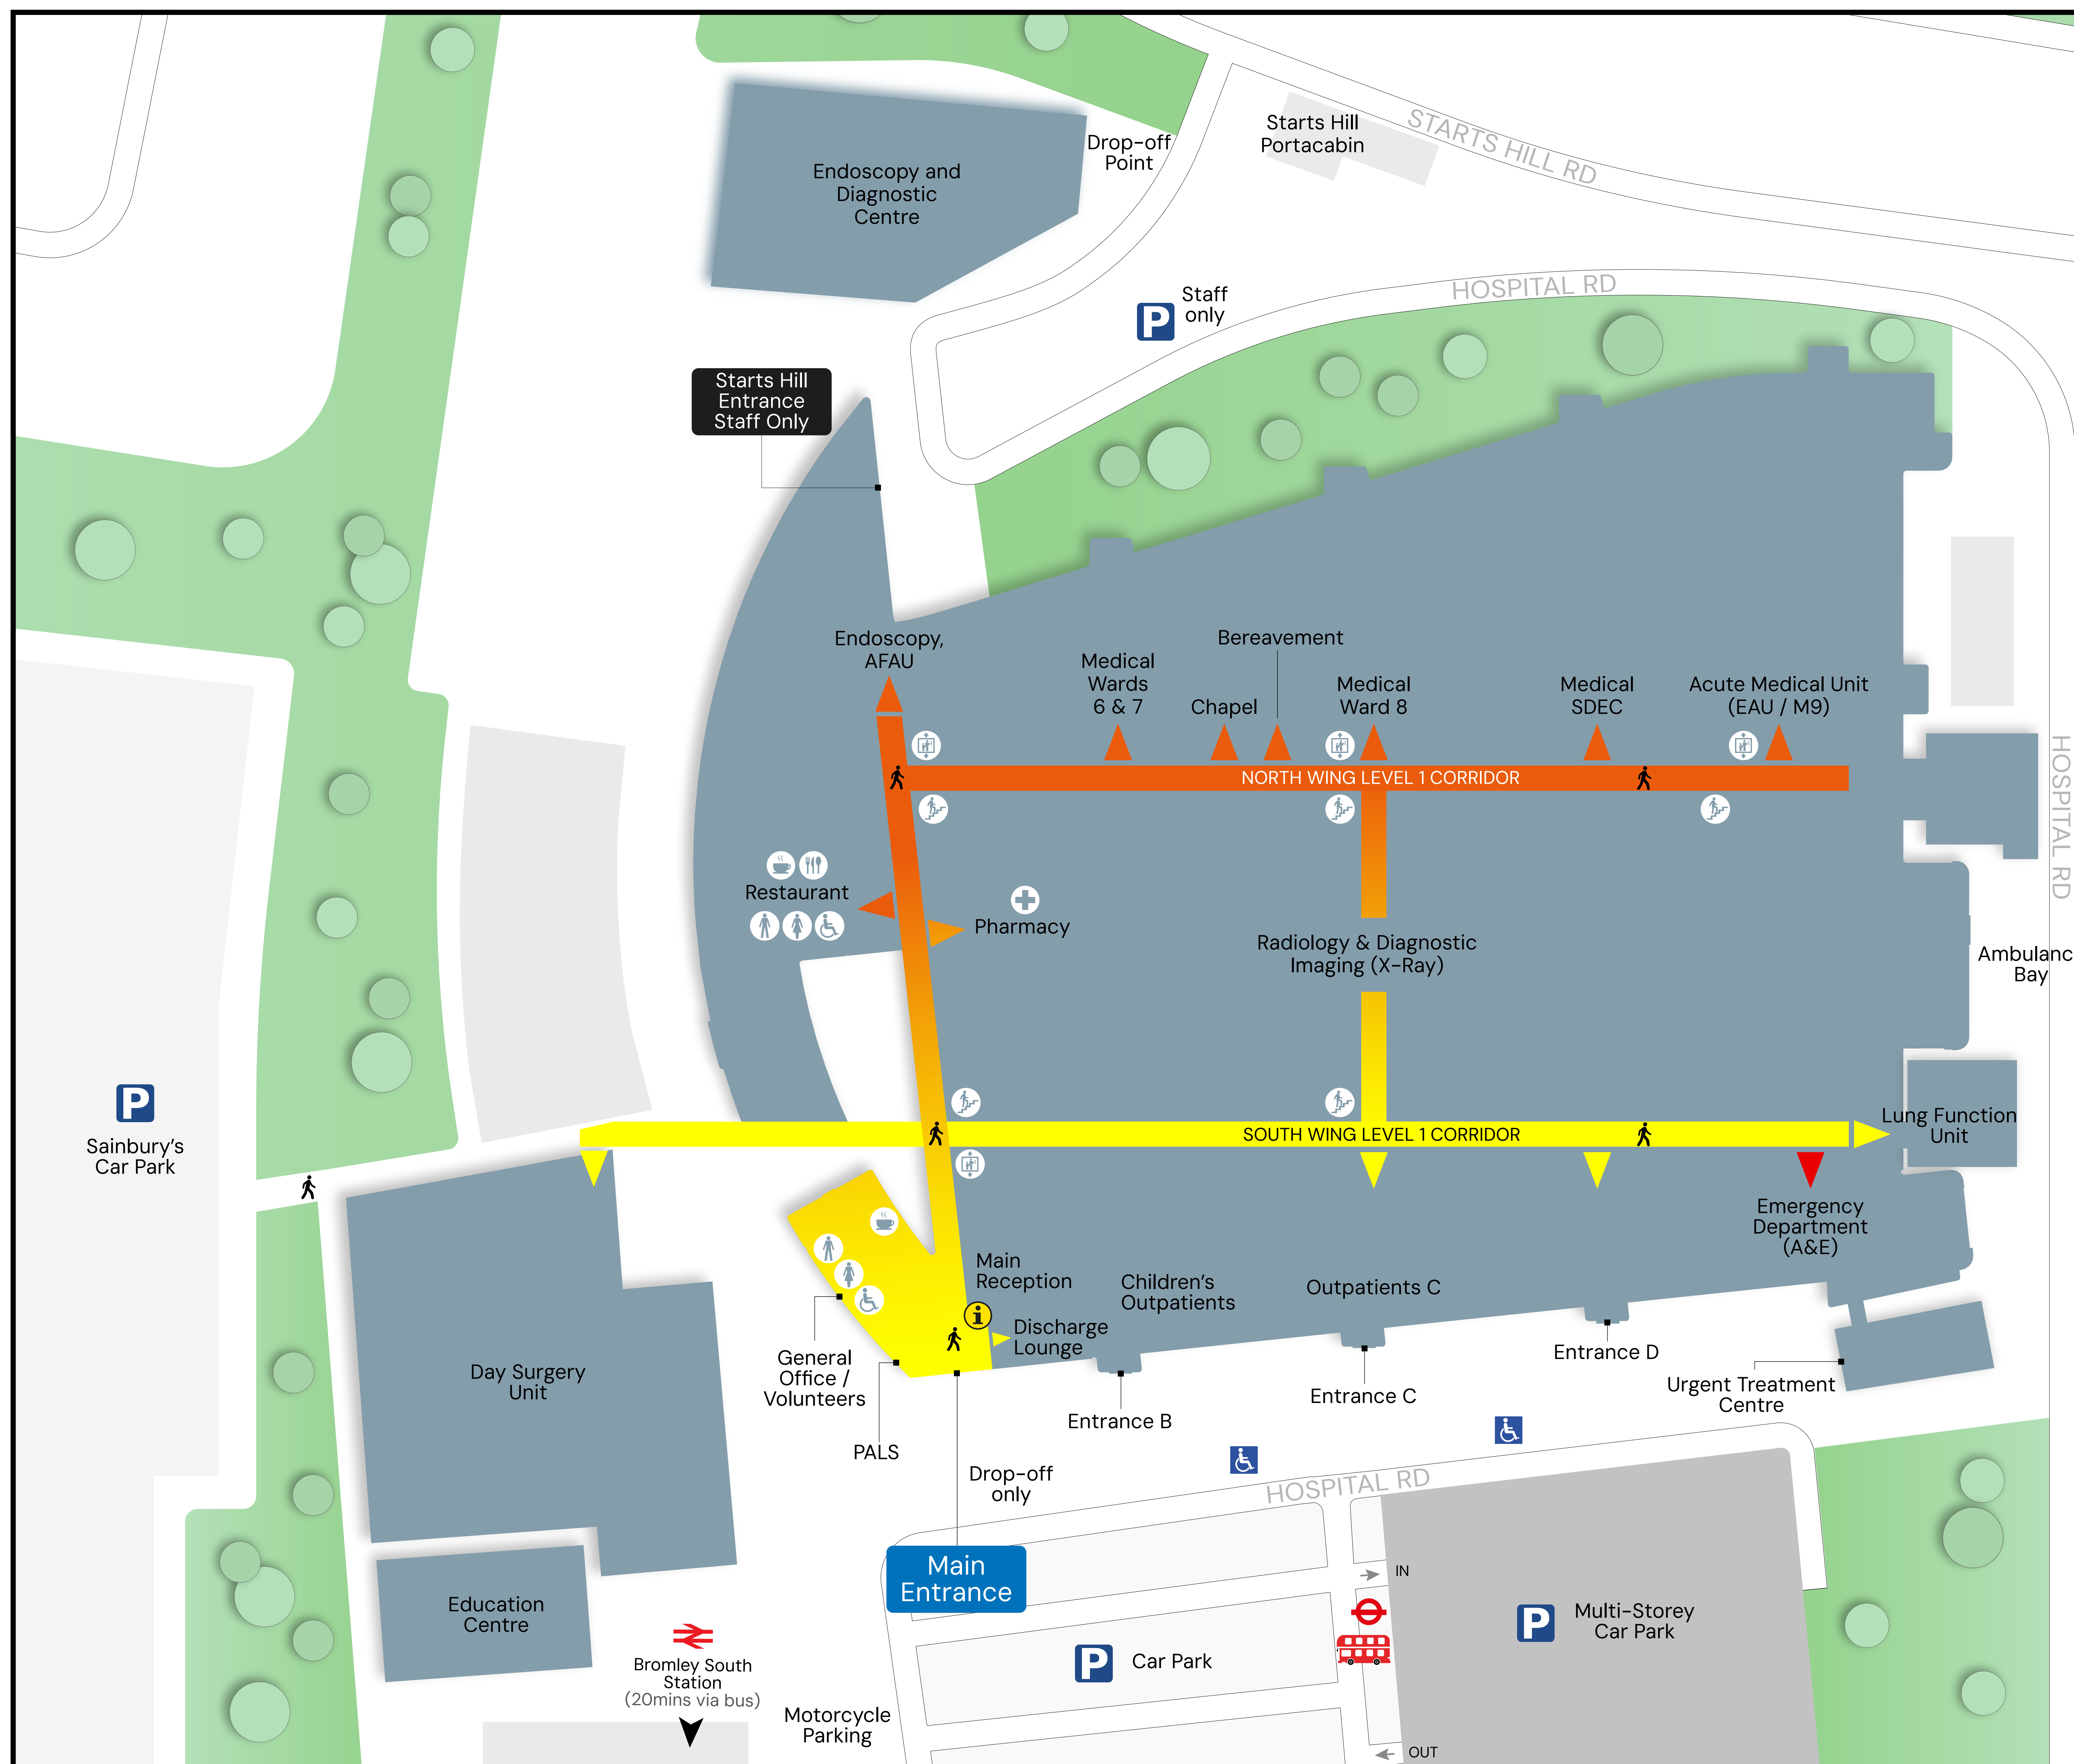 STARTS HILL RD
Starts Hill
Portacabin
Drop-off
Point
Endoscopy and
Diagnostic
Centre
HOSPITAL RD
Staff
only
P
Starts Hill
Entrance
Staff Only
Endoscopy,
AFAU
Bereavement
Medical
Wards
6 & 7
Chapel
Medical
Ward 8
Medical
SDEC
Acute Medical Unit
(EAU / M9)
NORTH WING LEVEL 1 CORRIDOR
HOSPITAL RD
Restaurant
Pharmacy
Radiology & Diagnostic
Imaging (X-Ray)
Ambulanc
Bay
P
Sainbury's
Car Park
SOUTH WING LEVEL 1 CORRIDOR
Lung Function
Unit
Emergency
Department
(A&E)
Main
Reception
i
Children's
Outpatients
Outpatients C
Discharge
Lounge
General
Office /
Volunteers
PALS
Day Surgery
Unit
Entrance B
Entrance C
Entrance D
Urgent Treatment
Centre
Drop-off
only
HOSPITAL RD
Main
Entrance
IN
Education
Centre
P
Multi-Storey
Car Park
P
Car Park
Bromley South
Station
(20mins via bus)
Motorcycle
Parking
OUT